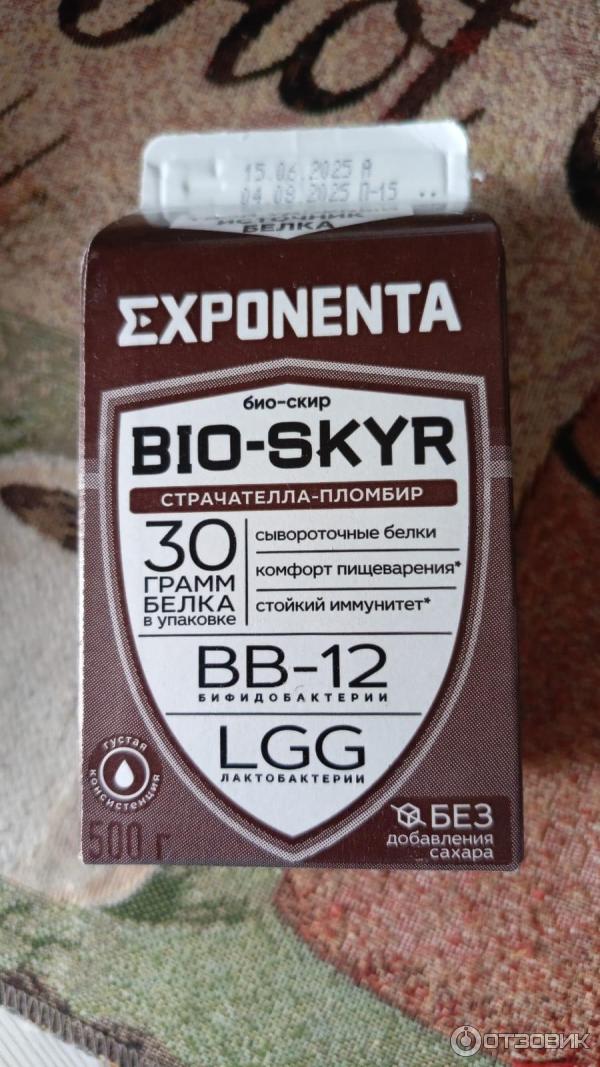 15.06.2025 А
04 09 2025 П-15
ИСТОЧНИК
БЕЛКА
EXPONENTA
био-скир
BIO-SKYR
СТРАЧАТЕЛЛА-ПЛОМБИР
30
ГРАММ
БЕЛКА
в упаковке
сывороточные белки
комфорт пищеварения*
стойкий иммунитет*
BB-12
БИФИДОБАКТЕРИИ
LGG
ЛАКТОБАКТЕРИИ
густая
консистенция
500 г
БЕЗ
добавления
сахара
ОТЗОВИК